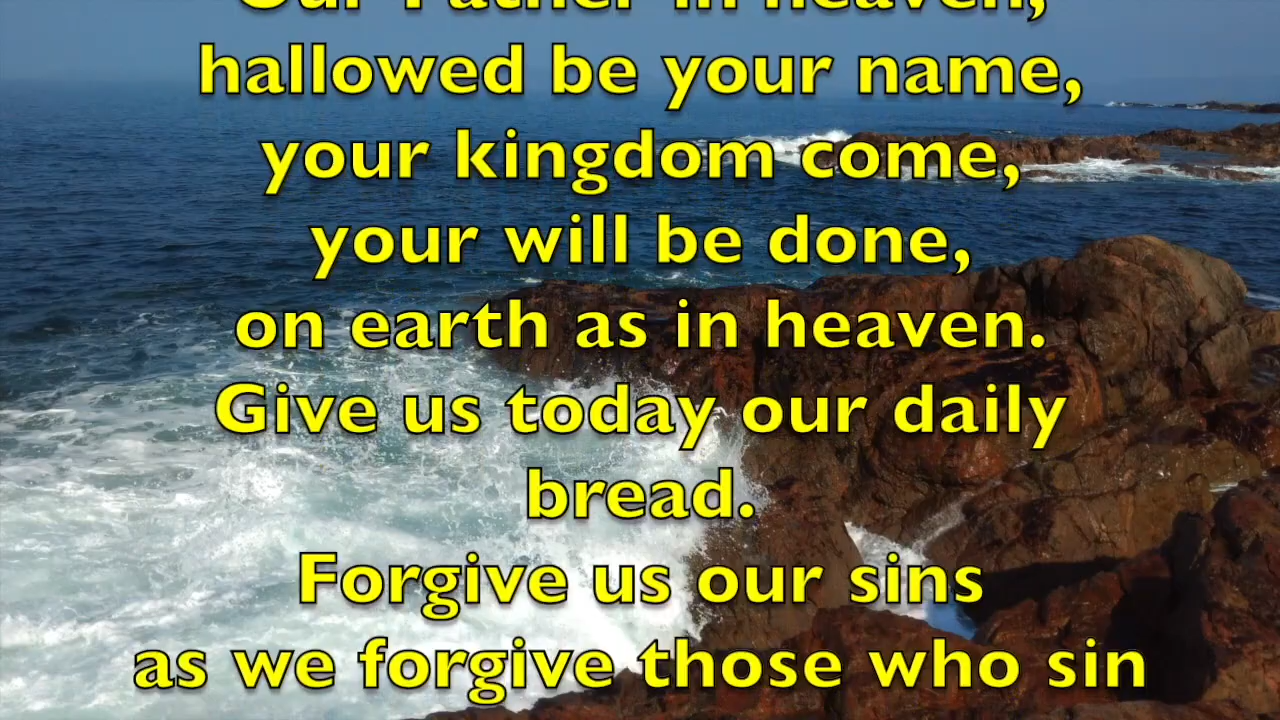 Our Father in heaven,
hallowed be your name,
your kingdom come,
your will be done,
on earth as in heaven.
Give us today our daily
bread.
Forgive us our sins
as we forgive those who sin